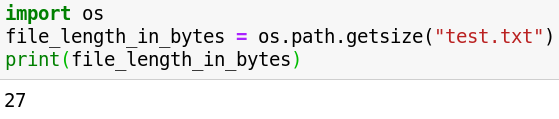 import os
file_length_in_bytes = os.path.getsize("test.txt")
print(file_length_in_bytes)
27